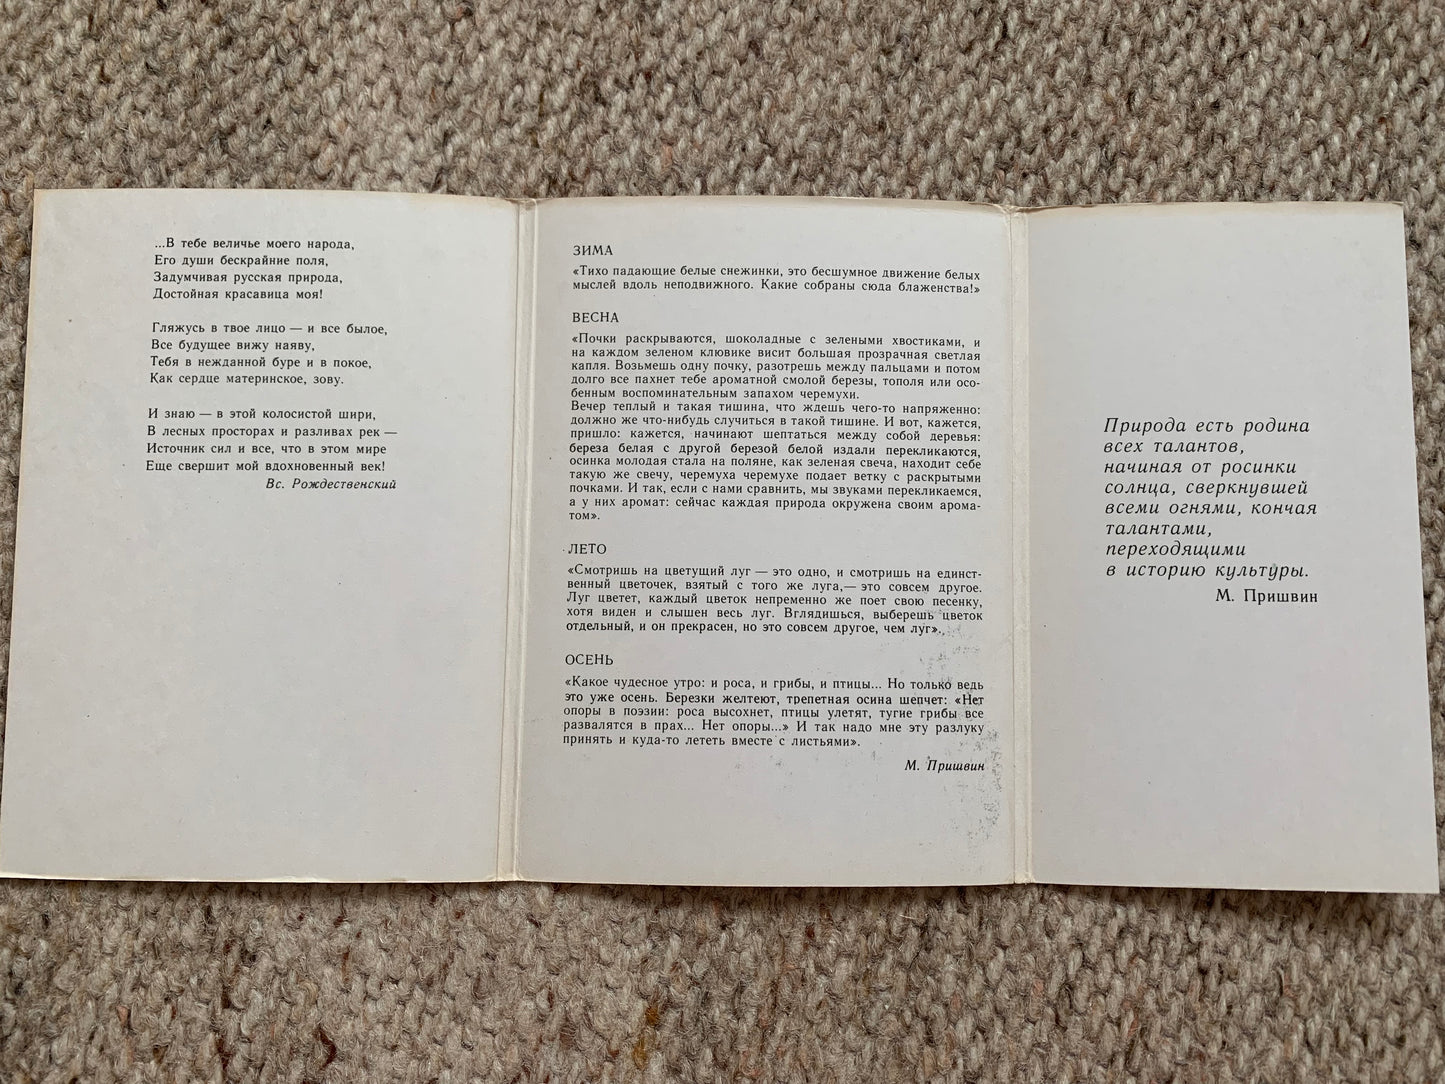 ...В тебе величье моего народа,
Его души бескрайние поля,
Задумчивая русская природа,
Достойная красавица моя!
Гляжусь в твое лицо — и все былое,
Все будущее вижу наяву,
Тебя в нежданной буре и в покое,
Как сердце материнское, зову.
И знаю — в этой колосистой шири,
В лесных просторах и разливах рек —
Источник сил и все, что в этом мире
Еще свершит мой вдохновенный век!
Вс. Рождественский
ЗИМА
«Тихо падающие белые снежинки, это бесшумное движение белых
мыслей вдоль неподвижного. Какие собраны сюда блаженства!»
ВЕСНА
«Почки раскрываются, шоколадные с зелеными хвостиками, и
на каждом зеленом клювике висит большая прозрачная светлая
капля. Возьмешь одну почку, разотрешь между пальцами и потом
долго все пахнет тебе ароматной смолой березы, тополя или осо-
бенным воспоминательным запахом черемухи.
Вечер теплый и такая тишина, что ждешь чего-то напряженно:
должно же что-нибудь случиться в такой тишине. И вот, кажется,
пришло: кажется, начинают шептаться между собой деревья:
береза белая с другой березой белой издали перекликаются,
осинка молодая стала на поляне, как зеленая свеча, находит себе
такую же свечу, черемуха черемухе подает ветку с раскрытыми
почками. И так, если с нами сравнить, мы звуками перекликаемся,
а у них аромат: сейчас каждая природа окружена своим арома-
том».
ЛЕТО
«Смотришь на цветущий луг — это одно, и смотришь на единст-
венный цветочек, взятый с того же луга,— это совсем другое.
Луг цветет, каждый цветок непременно же поет свою песенку,
хотя виден и слышен весь луг. Вглядишься, выберешь цветок
отдельный, и он прекрасен, но это совсем другое, чем луг».
ОСЕНЬ
«Какое чудесное утро: и роса, и грибы, и птицы... Но только ведь
это уже осень. Березки желтеют, трепетная осина шепчет: «Нет
опоры в поэзии: роса высохнет, птицы улетят, тугие грибы все
развалятся в прах... Нет опоры...» И так надо мне эту разлуку
принять и куда-то лететь вместе с листьями».
М. Пришвин
Природа есть родина
всех талантов,
начиная от росинки
солнца, сверкнувшей
всеми огнями, кончая
талантами,
переходящими
в историю культуры.
М. Пришвин